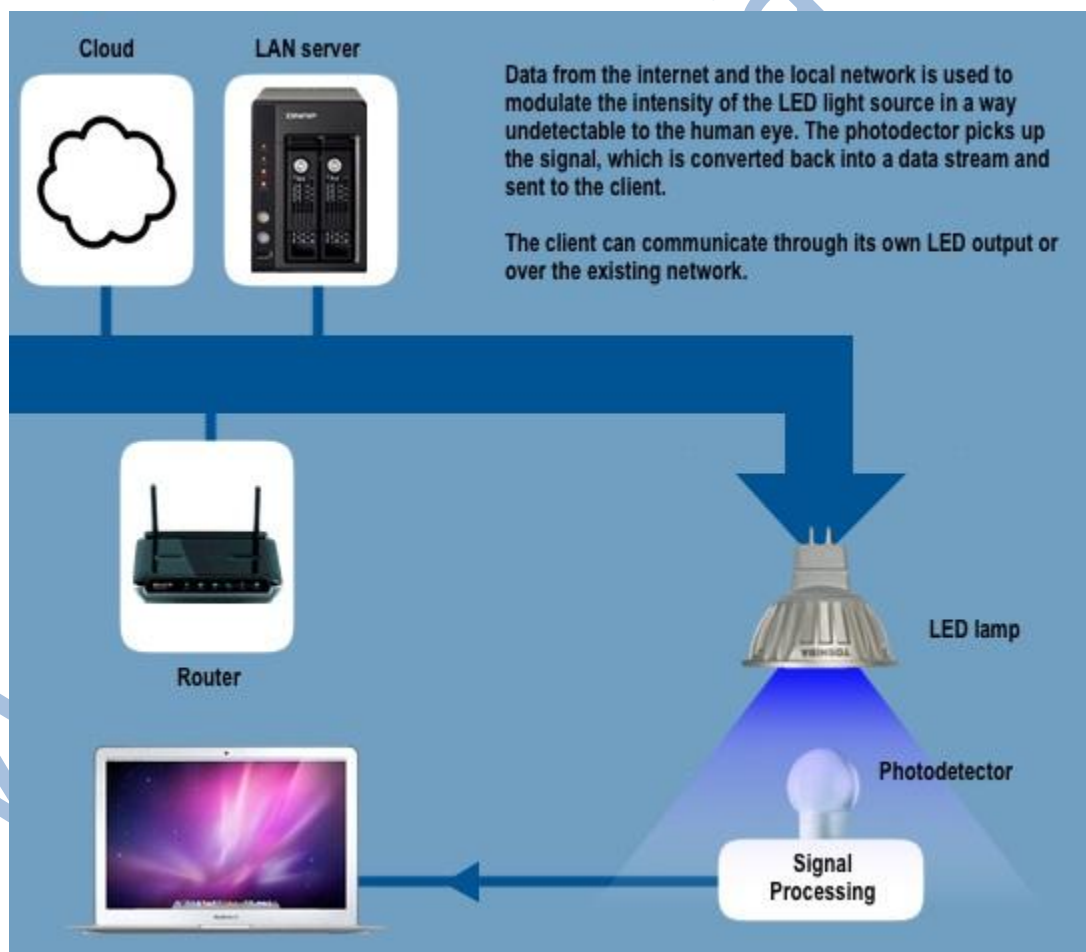 Cloud
LAN server
Data from the internet and the local network is used to
modulate the intensity of the LED light source in a way
undetectable to the human eye. The photodector picks up
the signal, which is converted back into a data stream and
sent to the client.
The client can communicate through its own LED output or
over the existing network.
Router
TOSHIBA
LED lamp
Photodetector
Signal
Processing